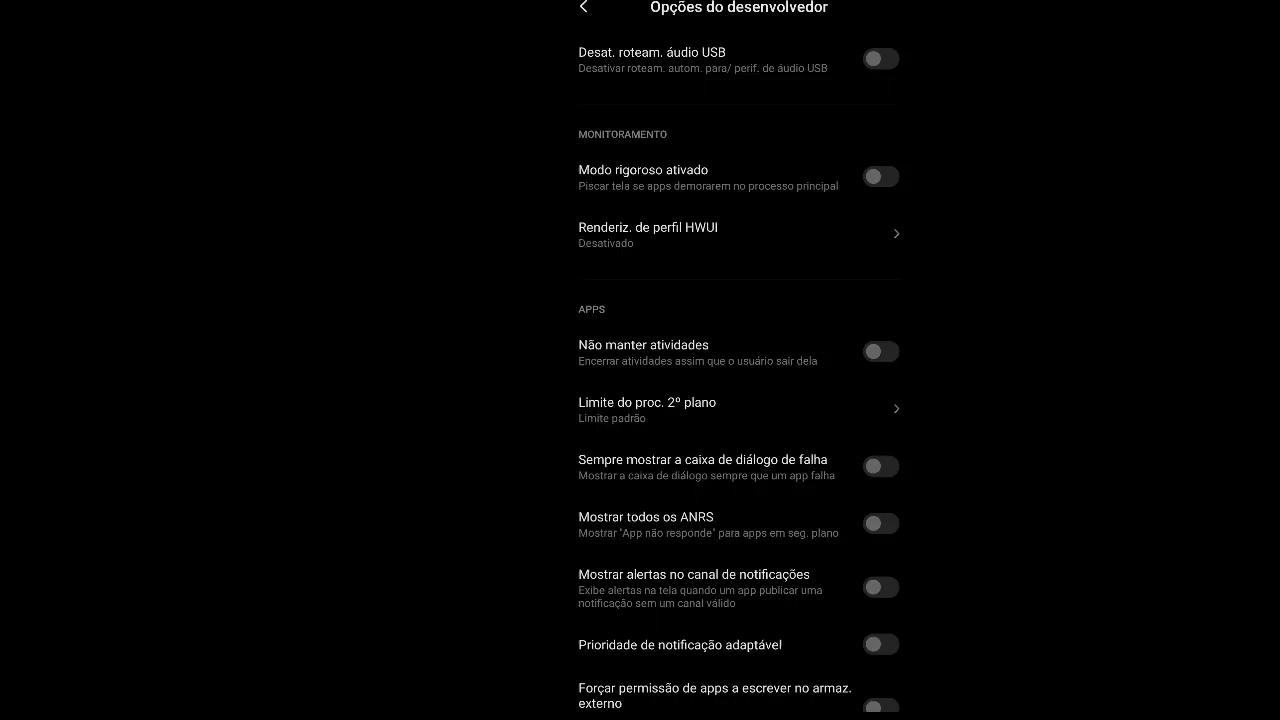 Opções do desenvolvedor
Desat. roteam. áudio USB
Desativar roteam. autom. para/ perif. de áudio USB
MONITORAMENTO
Modo rigoroso ativado
Piscar tela se apps demorarem no processo principal
Renderiz. de perfil HWUI
Desativado
APPS
Não manter atividades
Encerrar atividades assim que o usuário sair dela
Limite do proc. 2º plano
Limite padrão
Sempre mostrar a caixa de diálogo de falha
Mostrar a caixa de diálogo sempre que um app falha
Mostrar todos os ANRS
Mostrar "App não responde" para apps em seg. plano
Mostrar alertas no canal de notificações
Exibe alertas na tela quando um app publicar uma
notificação sem um canal válido
Prioridade de notificação adaptável
Forçar permissão de apps a escrever no armaz.
externo